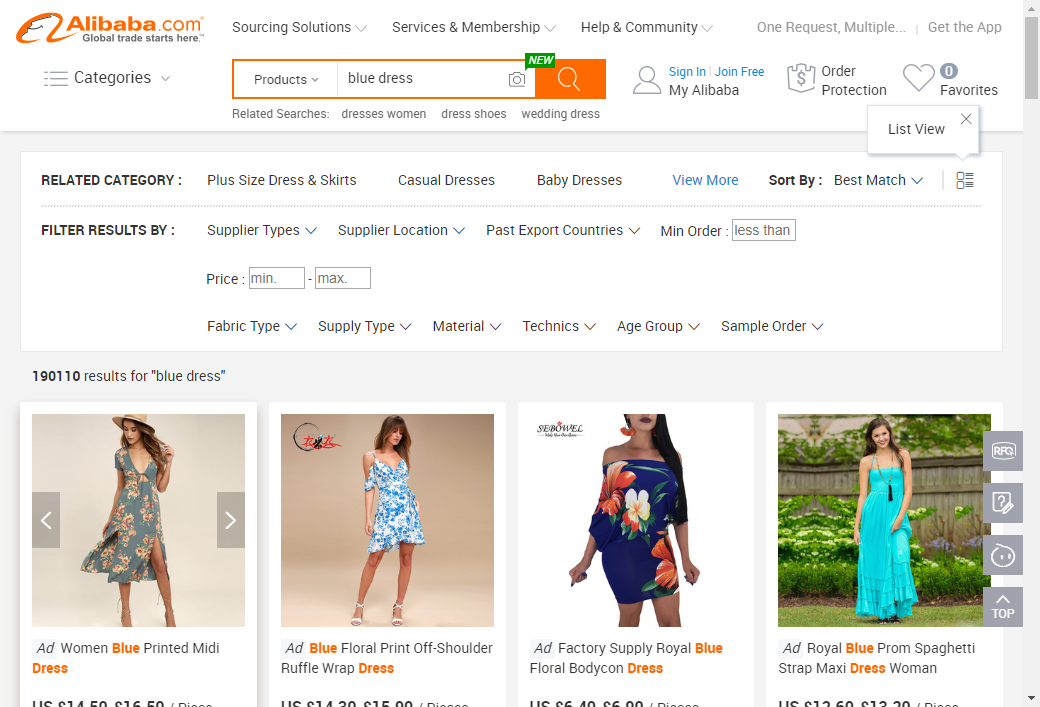 Alibaba.com
Global trade starts here.™
Sourcing Solutions
Services & Membership
Help & Community
One Request, Multiple...
Get the App
Categories
Products
blue dress
NEW
Sign In
Join Free
My Alibaba
Order
Protection
0
Favorites
Related Searches: dresses women dress shoes wedding dress
List View
RELATED CATEGORY : Plus Size Dress & Skirts Casual Dresses Baby Dresses View More Sort By : Best Match
FILTER RESULTS BY : Supplier Types Supplier Location Past Export Countries Min Order : less than
Price : min. - max.
Fabric Type Supply Type Material Technics Age Group Sample Order
190110 results for "blue dress"
SEBOWEL
RFQ
TOP
Ad Women Blue Printed Midi
Dress
Ad Blue Floral Print Off-Shoulder
Ruffle Wrap Dress
Ad Factory Supply Royal Blue
Floral Bodycon Dress
Ad Royal Blue Prom Spaghetti
Strap Maxi Dress Woman
US $14.50-$16.50 / Piece
US $14.30-$15.90 / Pieces
US $6.40-$6.90 / Pieces
US $12.60-$13.20 / Piece